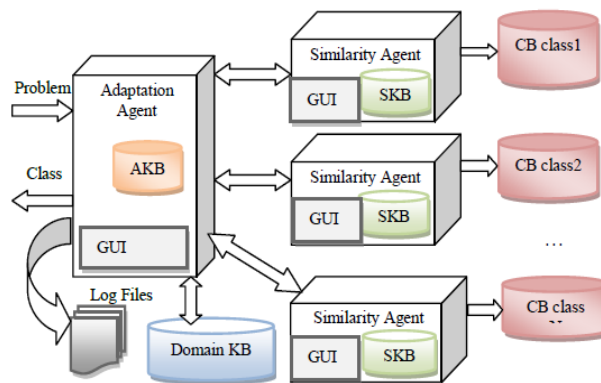 Problem
Class
Adaptation
Agent
AKB
GUI
Log Files
Domain KB
Similarity Agent
GUI
SKB
CB class1
Similarity Agent
GUI
SKB
CB class2
…
Similarity Agent
GUI
SKB
CB class